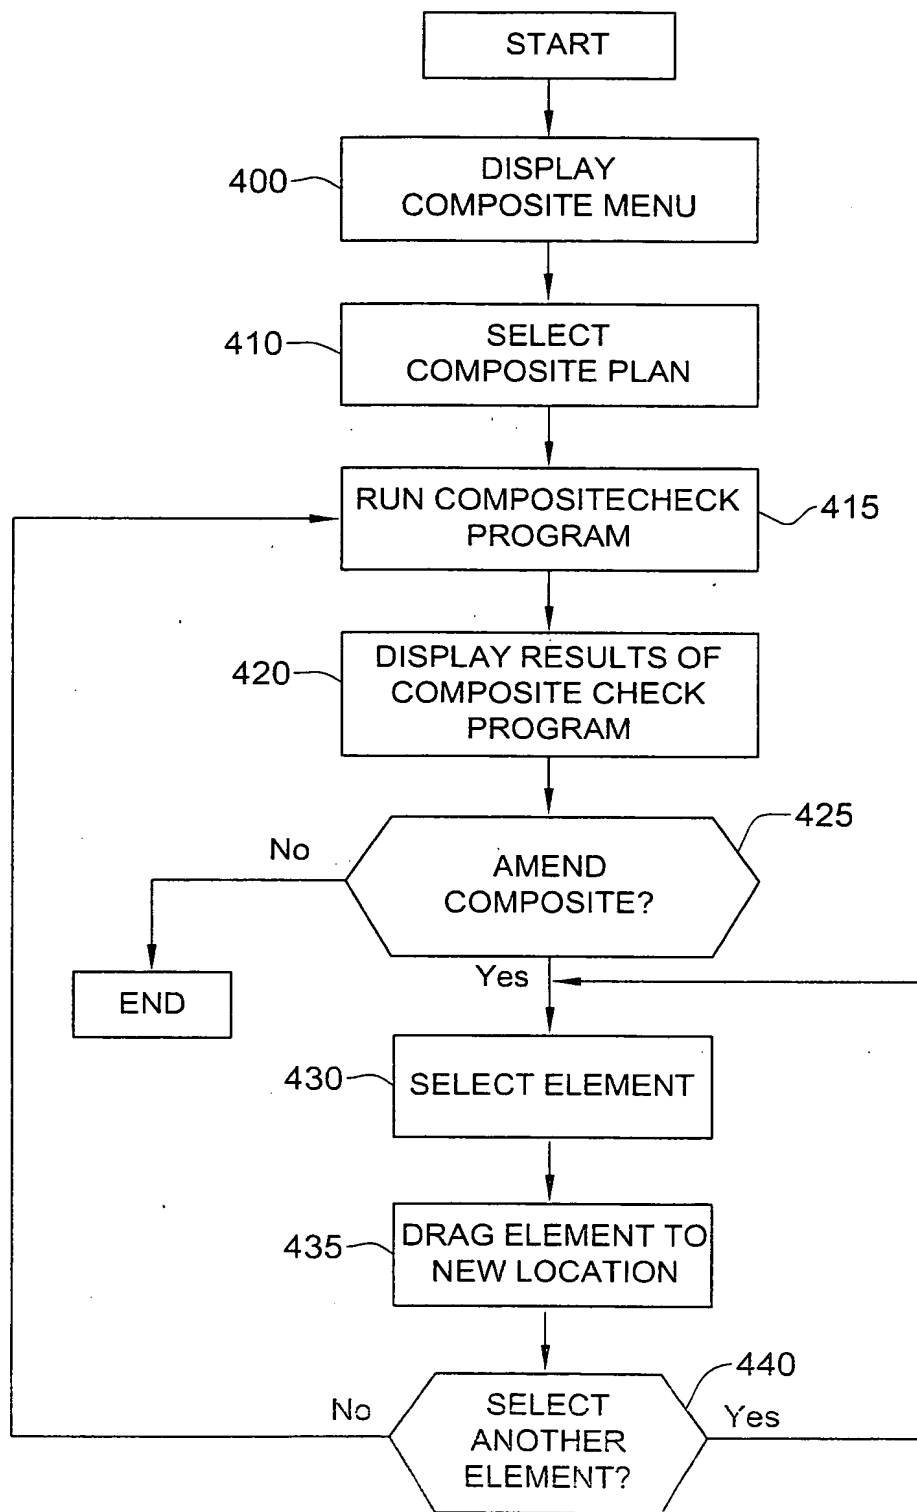 START
400
DISPLAY
COMPOSITE MENU
410
SELECT
COMPOSITE PLAN
RUN COMPOSITECHECK
PROGRAM
415
420
DISPLAY RESULTS OF
COMPOSITE CHECK
PROGRAM
425
No
AMEND
COMPOSITE?
END
Yes
430
SELECT ELEMENT
435
DRAG ELEMENT TO
NEW LOCATION
440
No
SELECT
ANOTHER
ELEMENT?
Yes